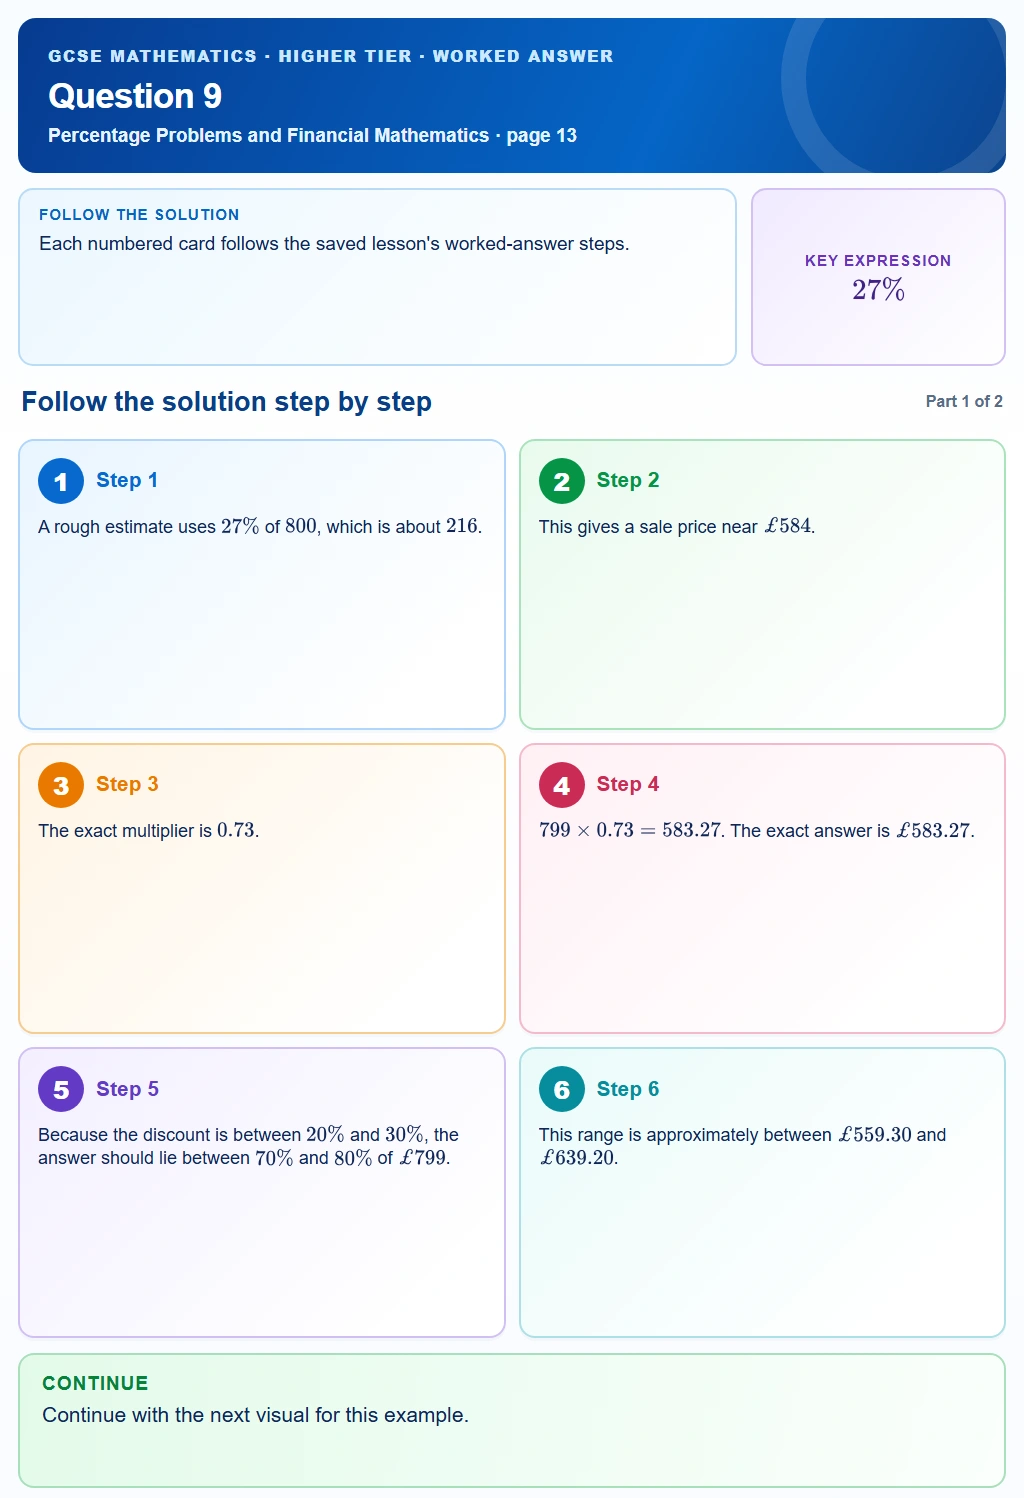 GCSE MATHEMATICS · HIGHER TIER · WORKED ANSWER
Question 9
Percentage Problems and Financial Mathematics · page 13
FOLLOW THE SOLUTION
Each numbered card follows the saved lesson's worked-answer steps.
KEY EXPRESSION
27%
Follow the solution step by step
Part 1 of 2
1 Step 1
A rough estimate uses 27% of 800, which is about 216.
2 Step 2
This gives a sale price near £584.
3 Step 3
The exact multiplier is 0.73.
4 Step 4
799 × 0.73 = 583.27. The exact answer is £583.27.
5 Step 5
Because the discount is between 20% and 30%, the
answer should lie between 70% and 80% of £799.
6 Step 6
This range is approximately between £559.30 and
£639.20.
CONTINUE
Continue with the next visual for this example.